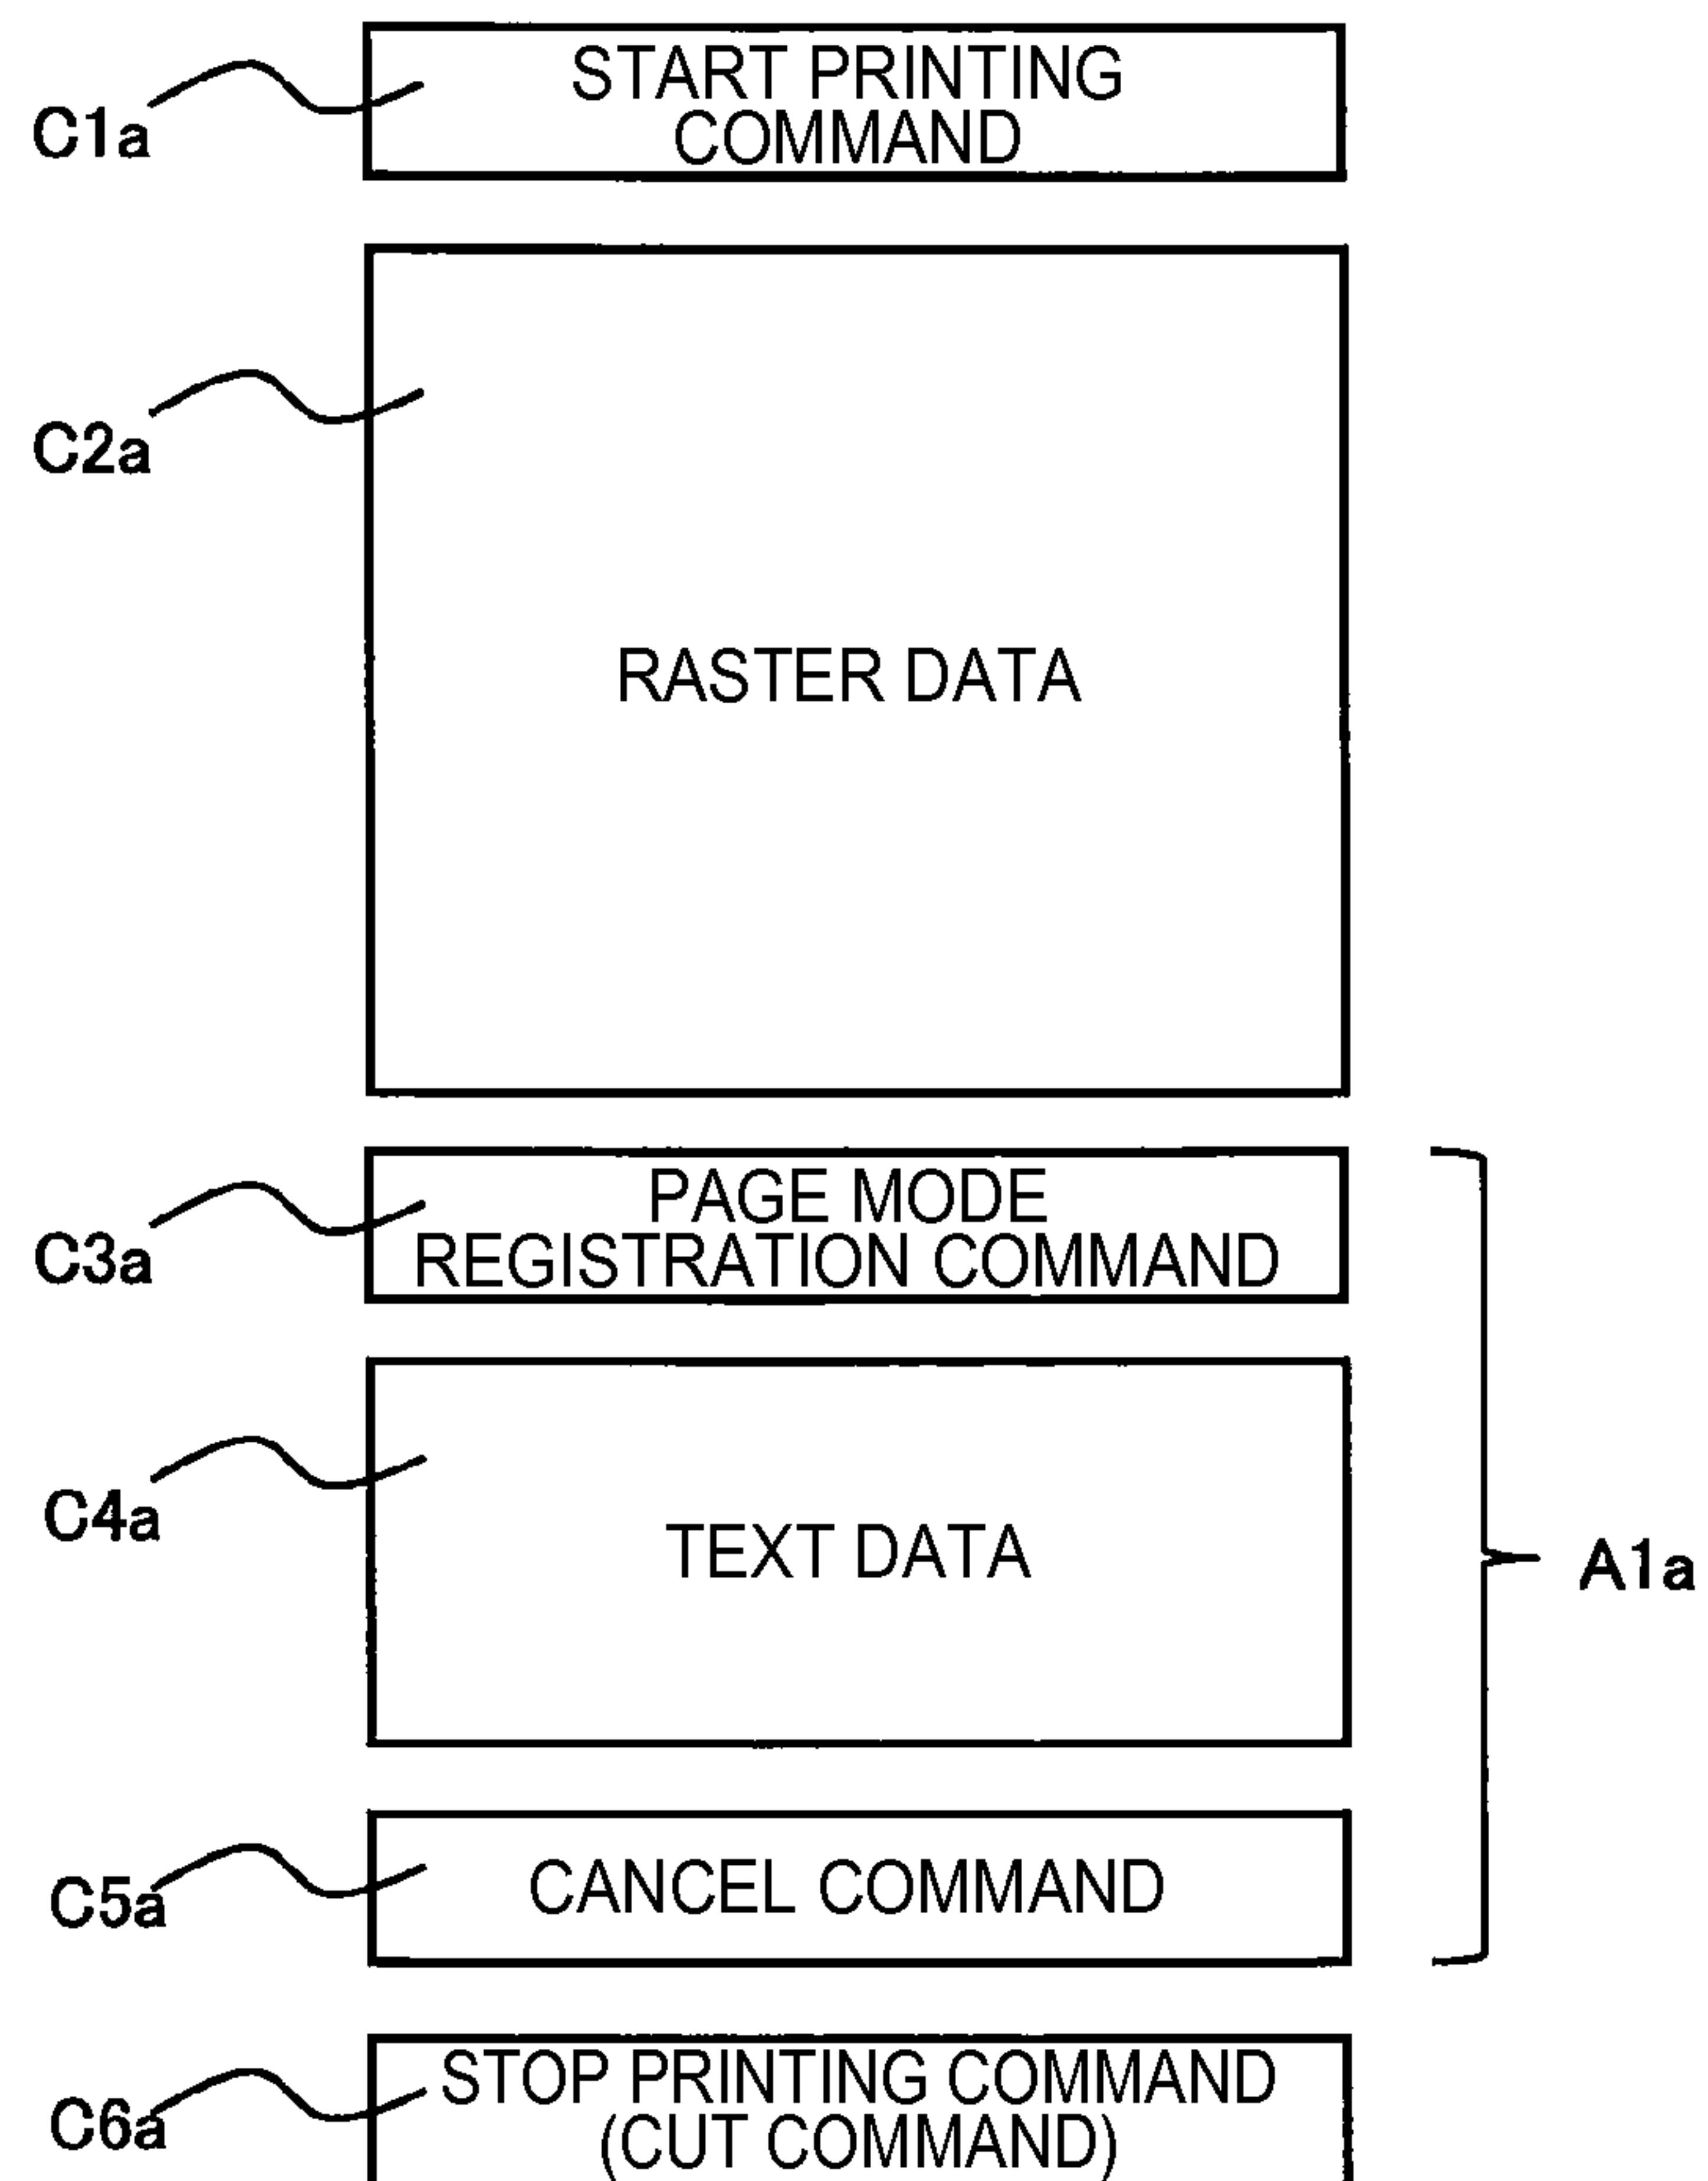 START PRINTING
COMMAND
C1a
C2a
RASTER DATA
PAGE MODE
REGISTRATION COMMAND
C3a
C4a
TEXT DATA
A1a
CANCEL COMMAND
C5a
STOP PRINTING COMMAND
(CUT COMMAND)
C6a